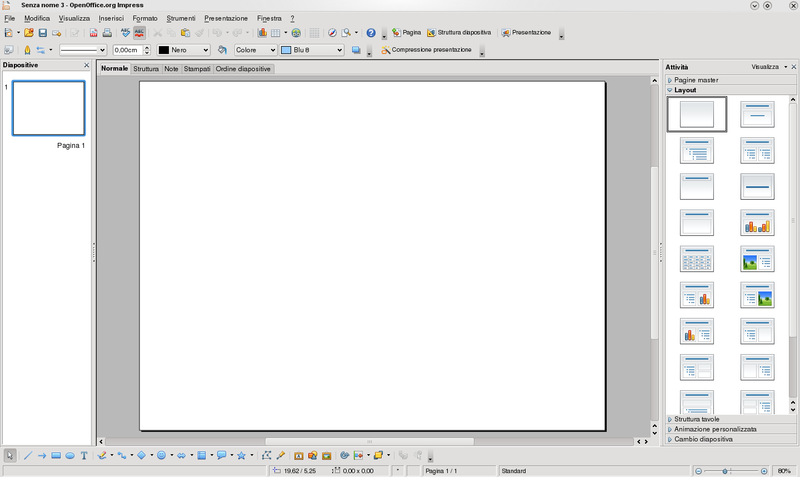 Senza nome 3 - OpenOffice.org Impress
File Modifica Visualizza Inserisci Formato Strumenti Presentazione Finestra ?
Pagina Struttura diapositiva Presentazione
0,00cm Nero Colore Blu 8 Compressione presentazione
Diapositive
Normale Struttura Note Stampati Ordine diapositive
Attività Visualizza
Pagine master
Layout
1
Pagina 1
Struttura tavole
Animazione personalizzata
Cambio diapositiva
19.62 / 5.25 0.00 x 0.00 * Pagina 1 / 1 Standard 80%